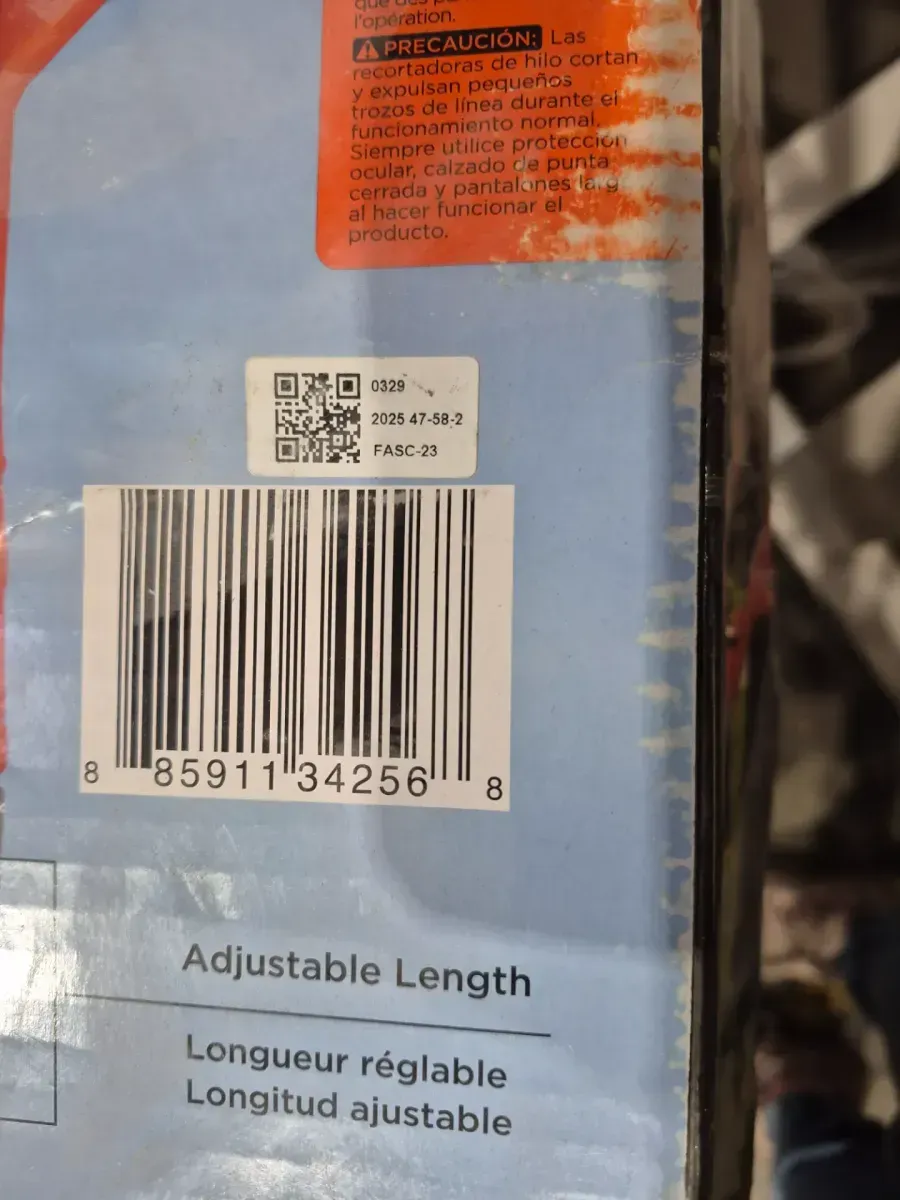 l'opération.
⚠ PRECAUCIÓN: Las
recortadoras de hilo cortan
y expulsan pequeños
trozos de línea durante el
funcionamiento normal.
Siempre utilice protección
ocular, calzado de punta
cerrada y pantalones larg
al hacer funcionar el
producto.
0329
2025 47-58-2
FASC-23
8 85911 34256 8
Adjustable Length
Longueur réglable
Longitud ajustable